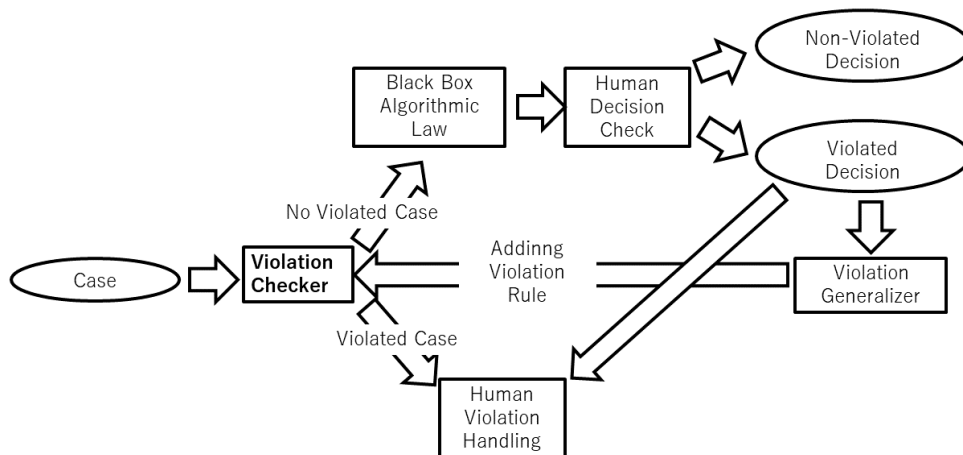 Non-Violated
Decision
Black Box
Algorithmic
Law
Human
Decision
Check
Violated
Decision
No Violated Case
Case
Violation
Checker
Addinng
Violation
Rule
Violation
Generalizer
Violated Case
Human
Violation
Handling